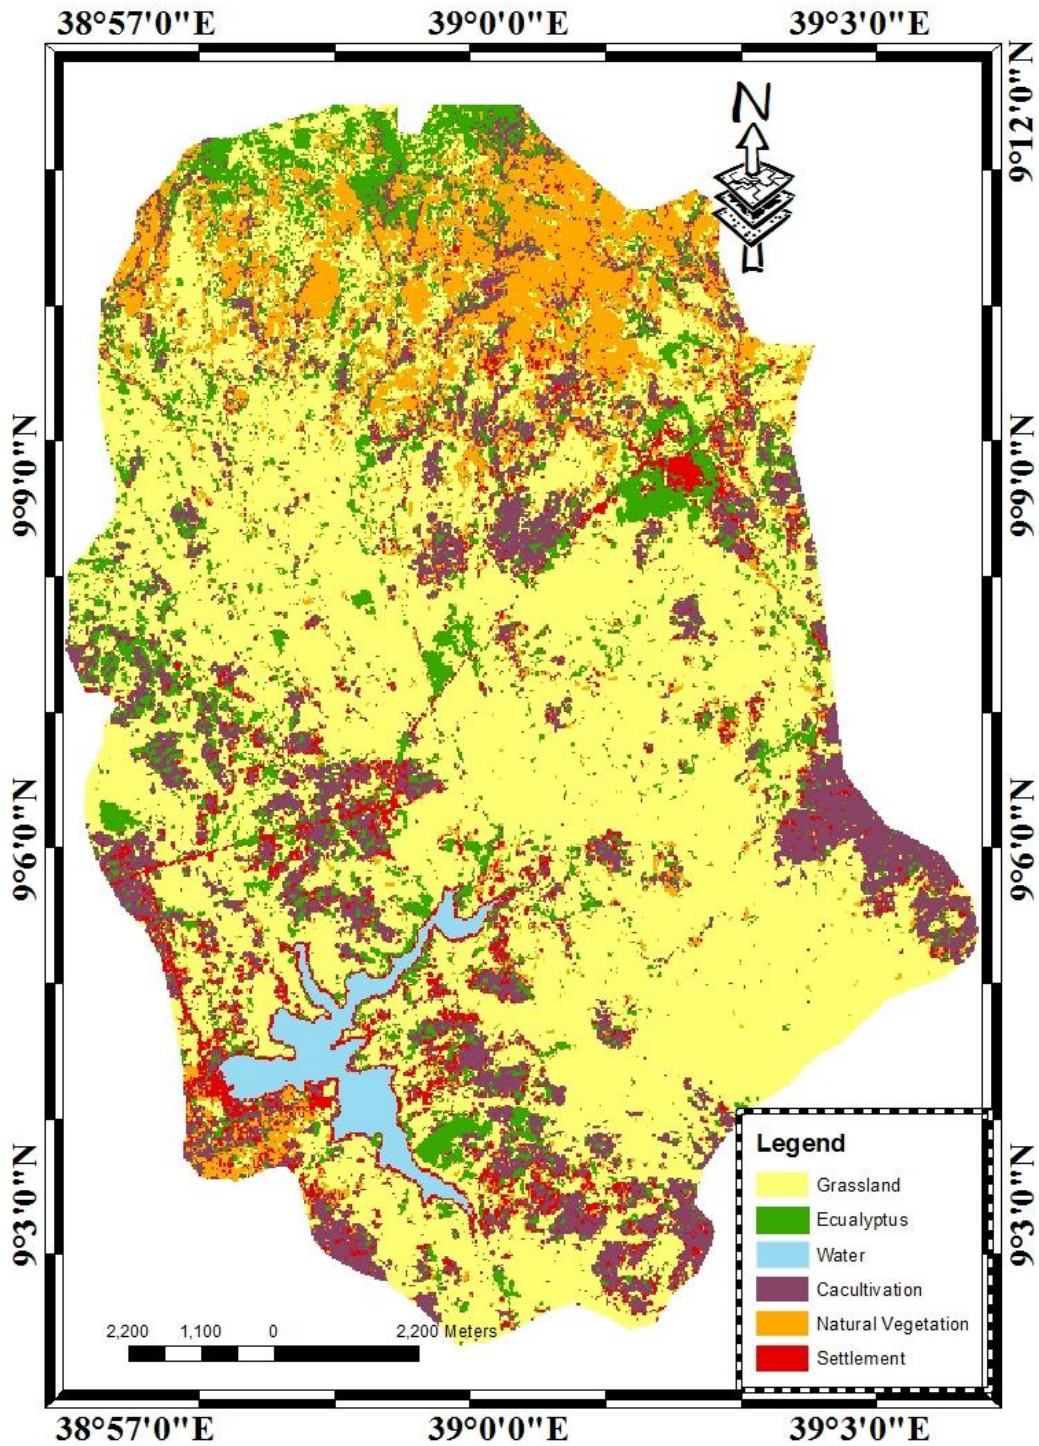 38°57'0"E 39°0'0"E 39°3'0"E
9°12'0"N
N
9°9'0"N
9°9'0"N
9°6'0"N
9°6'0"N
9°3'0"N
9°3'0"N
Legend
Grassland
Ecualyptus
Water
Cacultivation
Natural Vegetation
Settlement
2,200 1,100 0 2,200 Meters
38°57'0"E 39°0'0"E 39°3'0"E